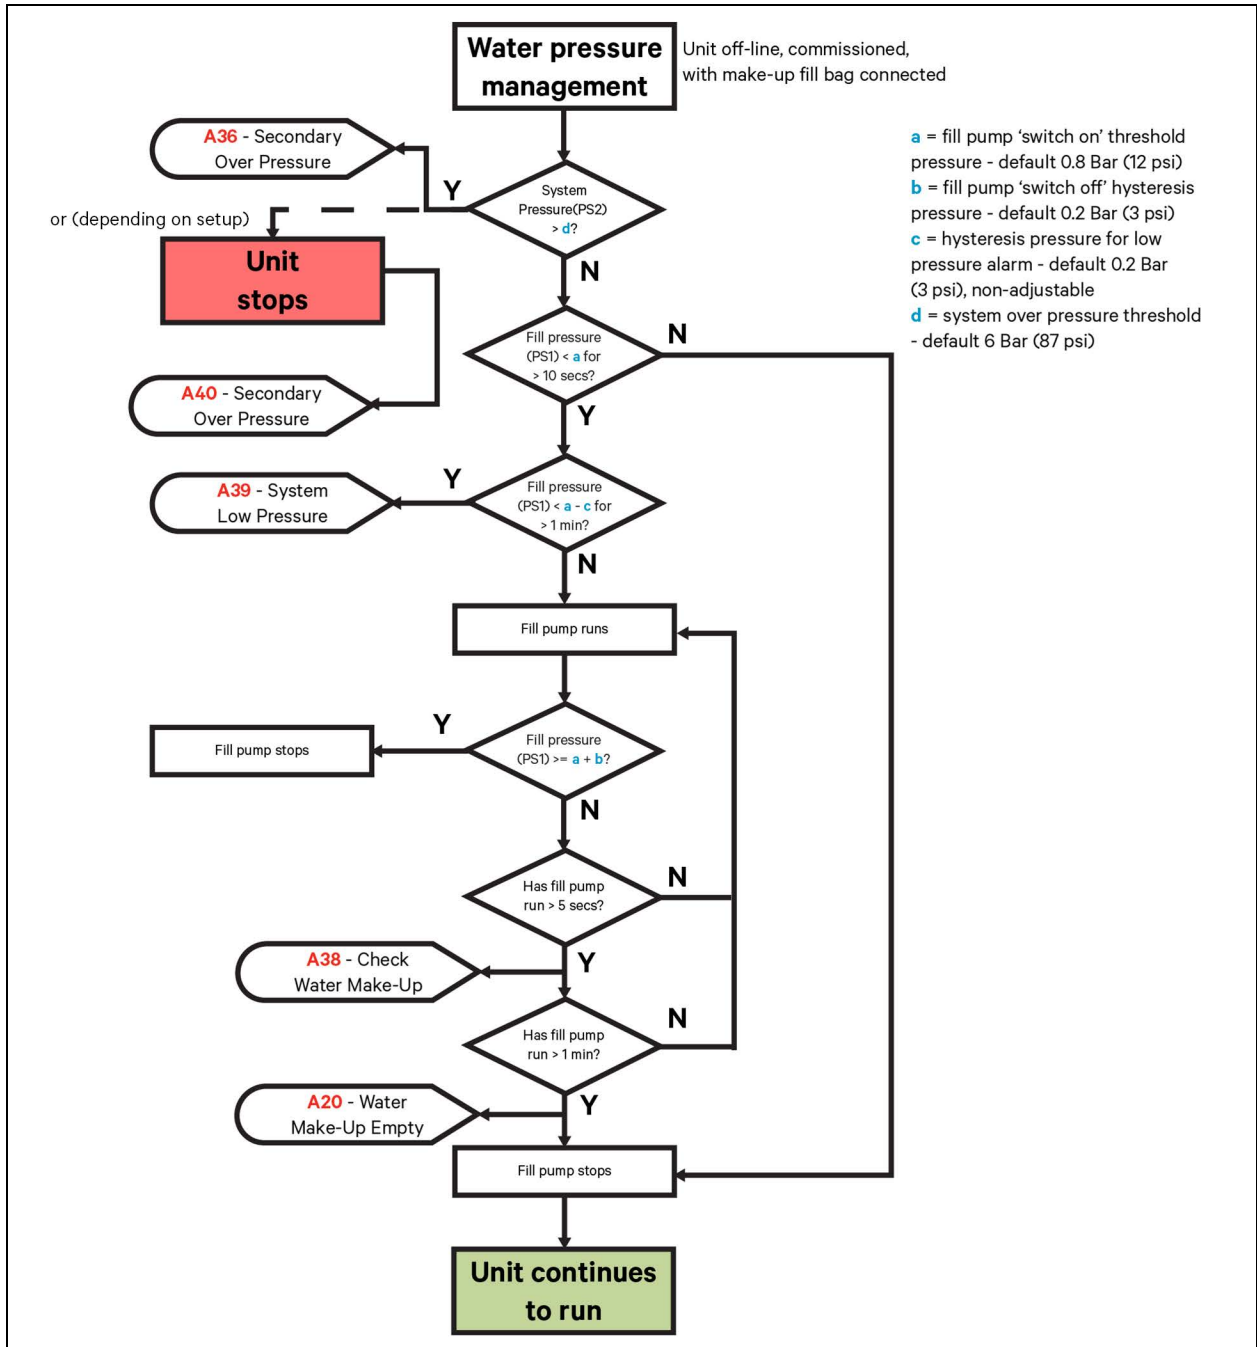 Water pressure
management
Unit off-line, commissioned,
with make-up fill bag connected
a = fill pump ‘switch on’ threshold
pressure - default 0.8 Bar (12 psi)
b = fill pump ‘switch off’ hysteresis
pressure - default 0.2 Bar (3 psi)
c = hysteresis pressure for low
pressure alarm - default 0.2 Bar
(3 psi), non-adjustable
d = system over pressure threshold
- default 6 Bar (87 psi)
A36 - Secondary
Over Pressure
Y
System
Pressure(PS2)
> d?
or (depending on setup)
Unit
stops
N
Fill pressure
(PS1) < a for
> 10 secs?
N
A40 - Secondary
Over Pressure
Y
A39 - System
Low Pressure
Y
Fill pressure
(PS1) < a - c for
> 1 min?
N
Fill pump runs
Fill pump stops
Y
Fill pressure
(PS1) >= a + b?
N
Has fill pump
run > 5 secs?
N
A38 - Check
Water Make-Up
Y
Has fill pump
run > 1 min?
N
A20 - Water
Make-Up Empty
Y
Fill pump stops
Unit continues
to run